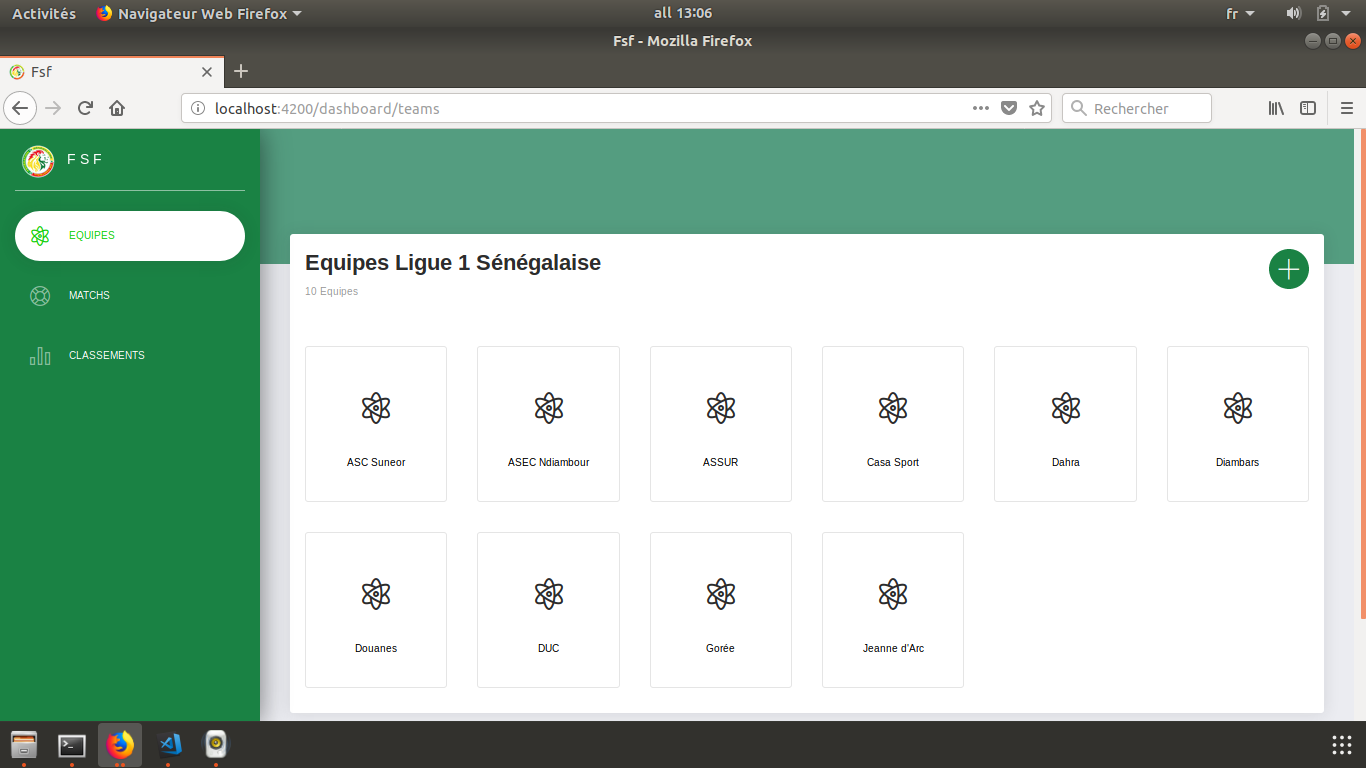 Activités Navigateur Web Firefox all 13:06 fr
Fsf - Mozilla Firefox
Fsf
localhost:4200/dashboard/teams Rechercher
F S F
EQUIPES
MATCHS
CLASSEMENTS
Equipes Ligue 1 Sénégalaise
10 Equipes
ASC Suneor ASEC Ndiambour ASSUR Casa Sport Dahra Diambars
Douanes DUC Gorée Jeanne d'Arc